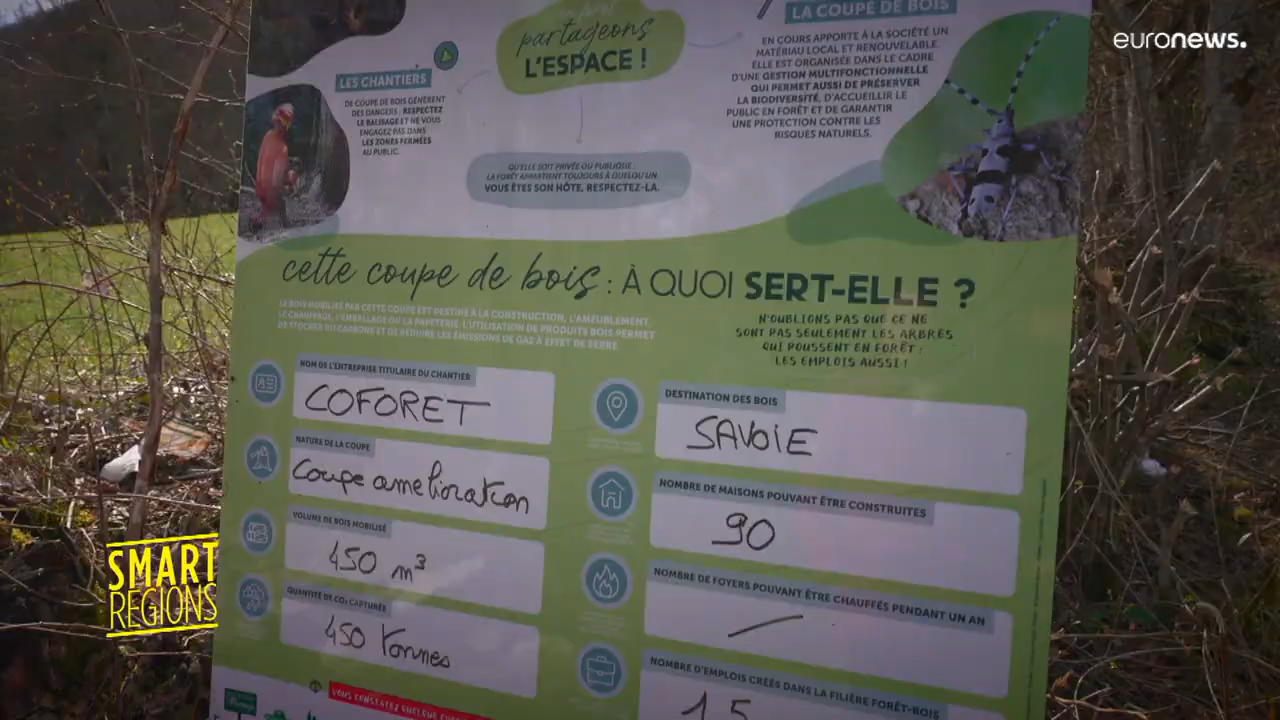 euronews.
partageons
L'ESPACE !
LES CHANTIERS
DE COUPE DE BOIS GÉNÈRENT
DES DANGERS : RESPECTEZ
LE BALISAGE ET NE VOUS
ENGAGEZ PAS DANS
LES ZONES FERMÉES
AU PUBLIC.
LA COUPE DE BOIS
EN COURS APPORTE À LA SOCIÉTÉ UN
MATÉRIAU LOCAL ET RENOUVELABLE.
ELLE EST ORGANISÉE DANS LE CADRE
D'UNE GESTION MULTIFONCTIONNELLE
QUI PERMET AUSSI DE PRÉSERVER
LA BIODIVERSITÉ, D'ACCUEILLIR LE
PUBLIC EN FORÊT ET DE GARANTIR
UNE PROTECTION CONTRE LES
RISQUES NATURELS.
QU'ELLE SOIT PRIVÉE OU PUBLIQUE :
LA FORÊT APPARTIENT TOUJOURS À QUELQU'UN.
VOUS ÊTES SON HÔTE, RESPECTEZ-LA.
cette coupe de bois : À QUOI SERT-ELLE ?
LE BOIS MOBILISÉ PAR CETTE COUPE EST DESTINÉ À LA CONSTRUCTION, L'AMEUBLEMENT,
LE CHAUFFAGE, L'EMBALLAGE OU LA PAPETERIE. L'UTILISATION DE PRODUITS BOIS PERMET
DE STOCKER DU CARBONE ET DE RÉDUIRE LES ÉMISSIONS DE GAZ À EFFET DE SERRE.
N'OUBLIONS PAS QUE CE NE
SONT PAS SEULEMENT LES ARBRES
QUI POUSSENT EN FORÊT :
LES EMPLOIS AUSSI !
NOM DE L'ENTREPRISE TITULAIRE DU CHANTIER
COFORET
NATURE DE LA COUPE
Coupe amelioration
VOLUME DE BOIS MOBILISÉ
450 m³
QUANTITÉ DE CO₂ CAPTURÉE
450 Tonnes
DESTINATION DES BOIS
SAVOIE
NOMBRE DE MAISONS POUVANT ÊTRE CONSTRUITES
90
NOMBRE DE FOYERS POUVANT ÊTRE CHAUFFÉS PENDANT UN AN
—
NOMBRE D'EMPLOIS CRÉÉS DANS LA FILIÈRE FORÊT-BOIS
15
VOUS CONSTATEZ QUELQUE
SMART
REGIONS